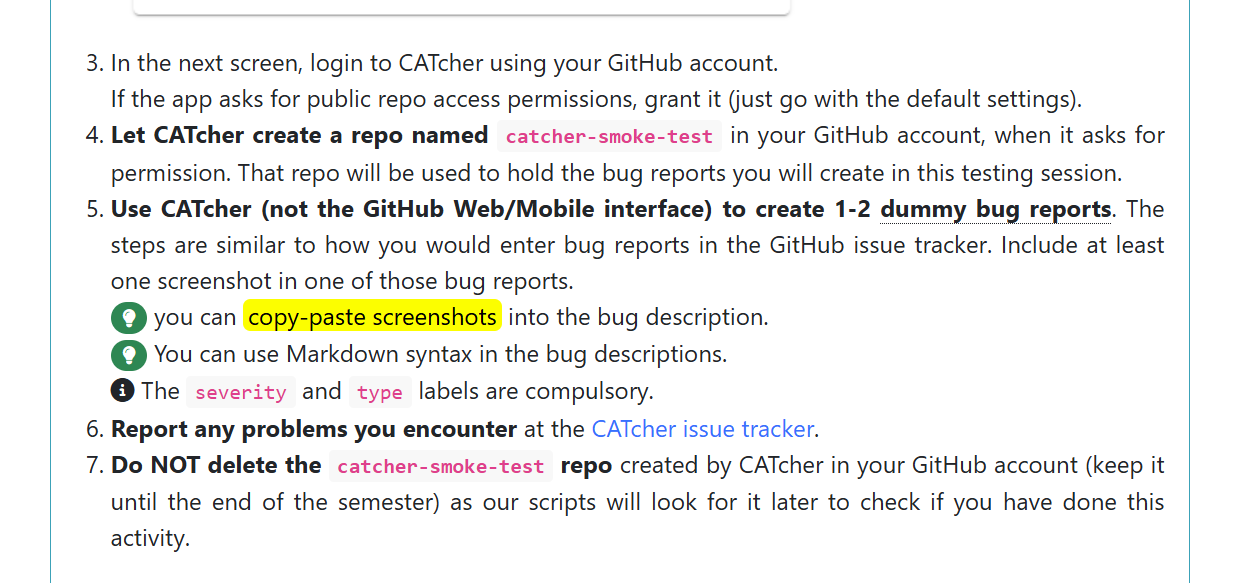 3. In the next screen, login to CATcher using your GitHub account.
If the app asks for public repo access permissions, grant it (just go with the default settings).
4. Let CATcher create a repo named catcher-smoke-test in your GitHub account, when it asks for
permission. That repo will be used to hold the bug reports you will create in this testing session.
5. Use CATcher (not the GitHub Web/Mobile interface) to create 1-2 dummy bug reports. The
steps are similar to how you would enter bug reports in the GitHub issue tracker. Include at least
one screenshot in one of those bug reports.
you can copy-paste screenshots into the bug description.
You can use Markdown syntax in the bug descriptions.
The severity and type labels are compulsory.
6. Report any problems you encounter at the CATcher issue tracker.
7. Do NOT delete the catcher-smoke-test repo created by CATcher in your GitHub account (keep it
until the end of the semester) as our scripts will look for it later to check if you have done this
activity.